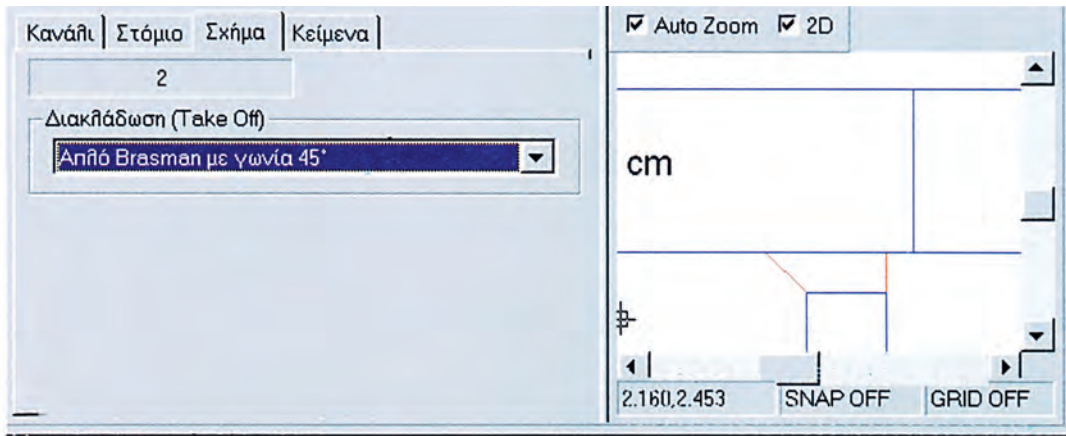 Κανάλι Στόμιο Σχήμα Κείμενα
2
Διακλάδωση (Take Off)
Απλό Brasman με γωνία 45°
Auto Zoom 2D
cm
2.160,2.453 SNAP OFF GRID OFF